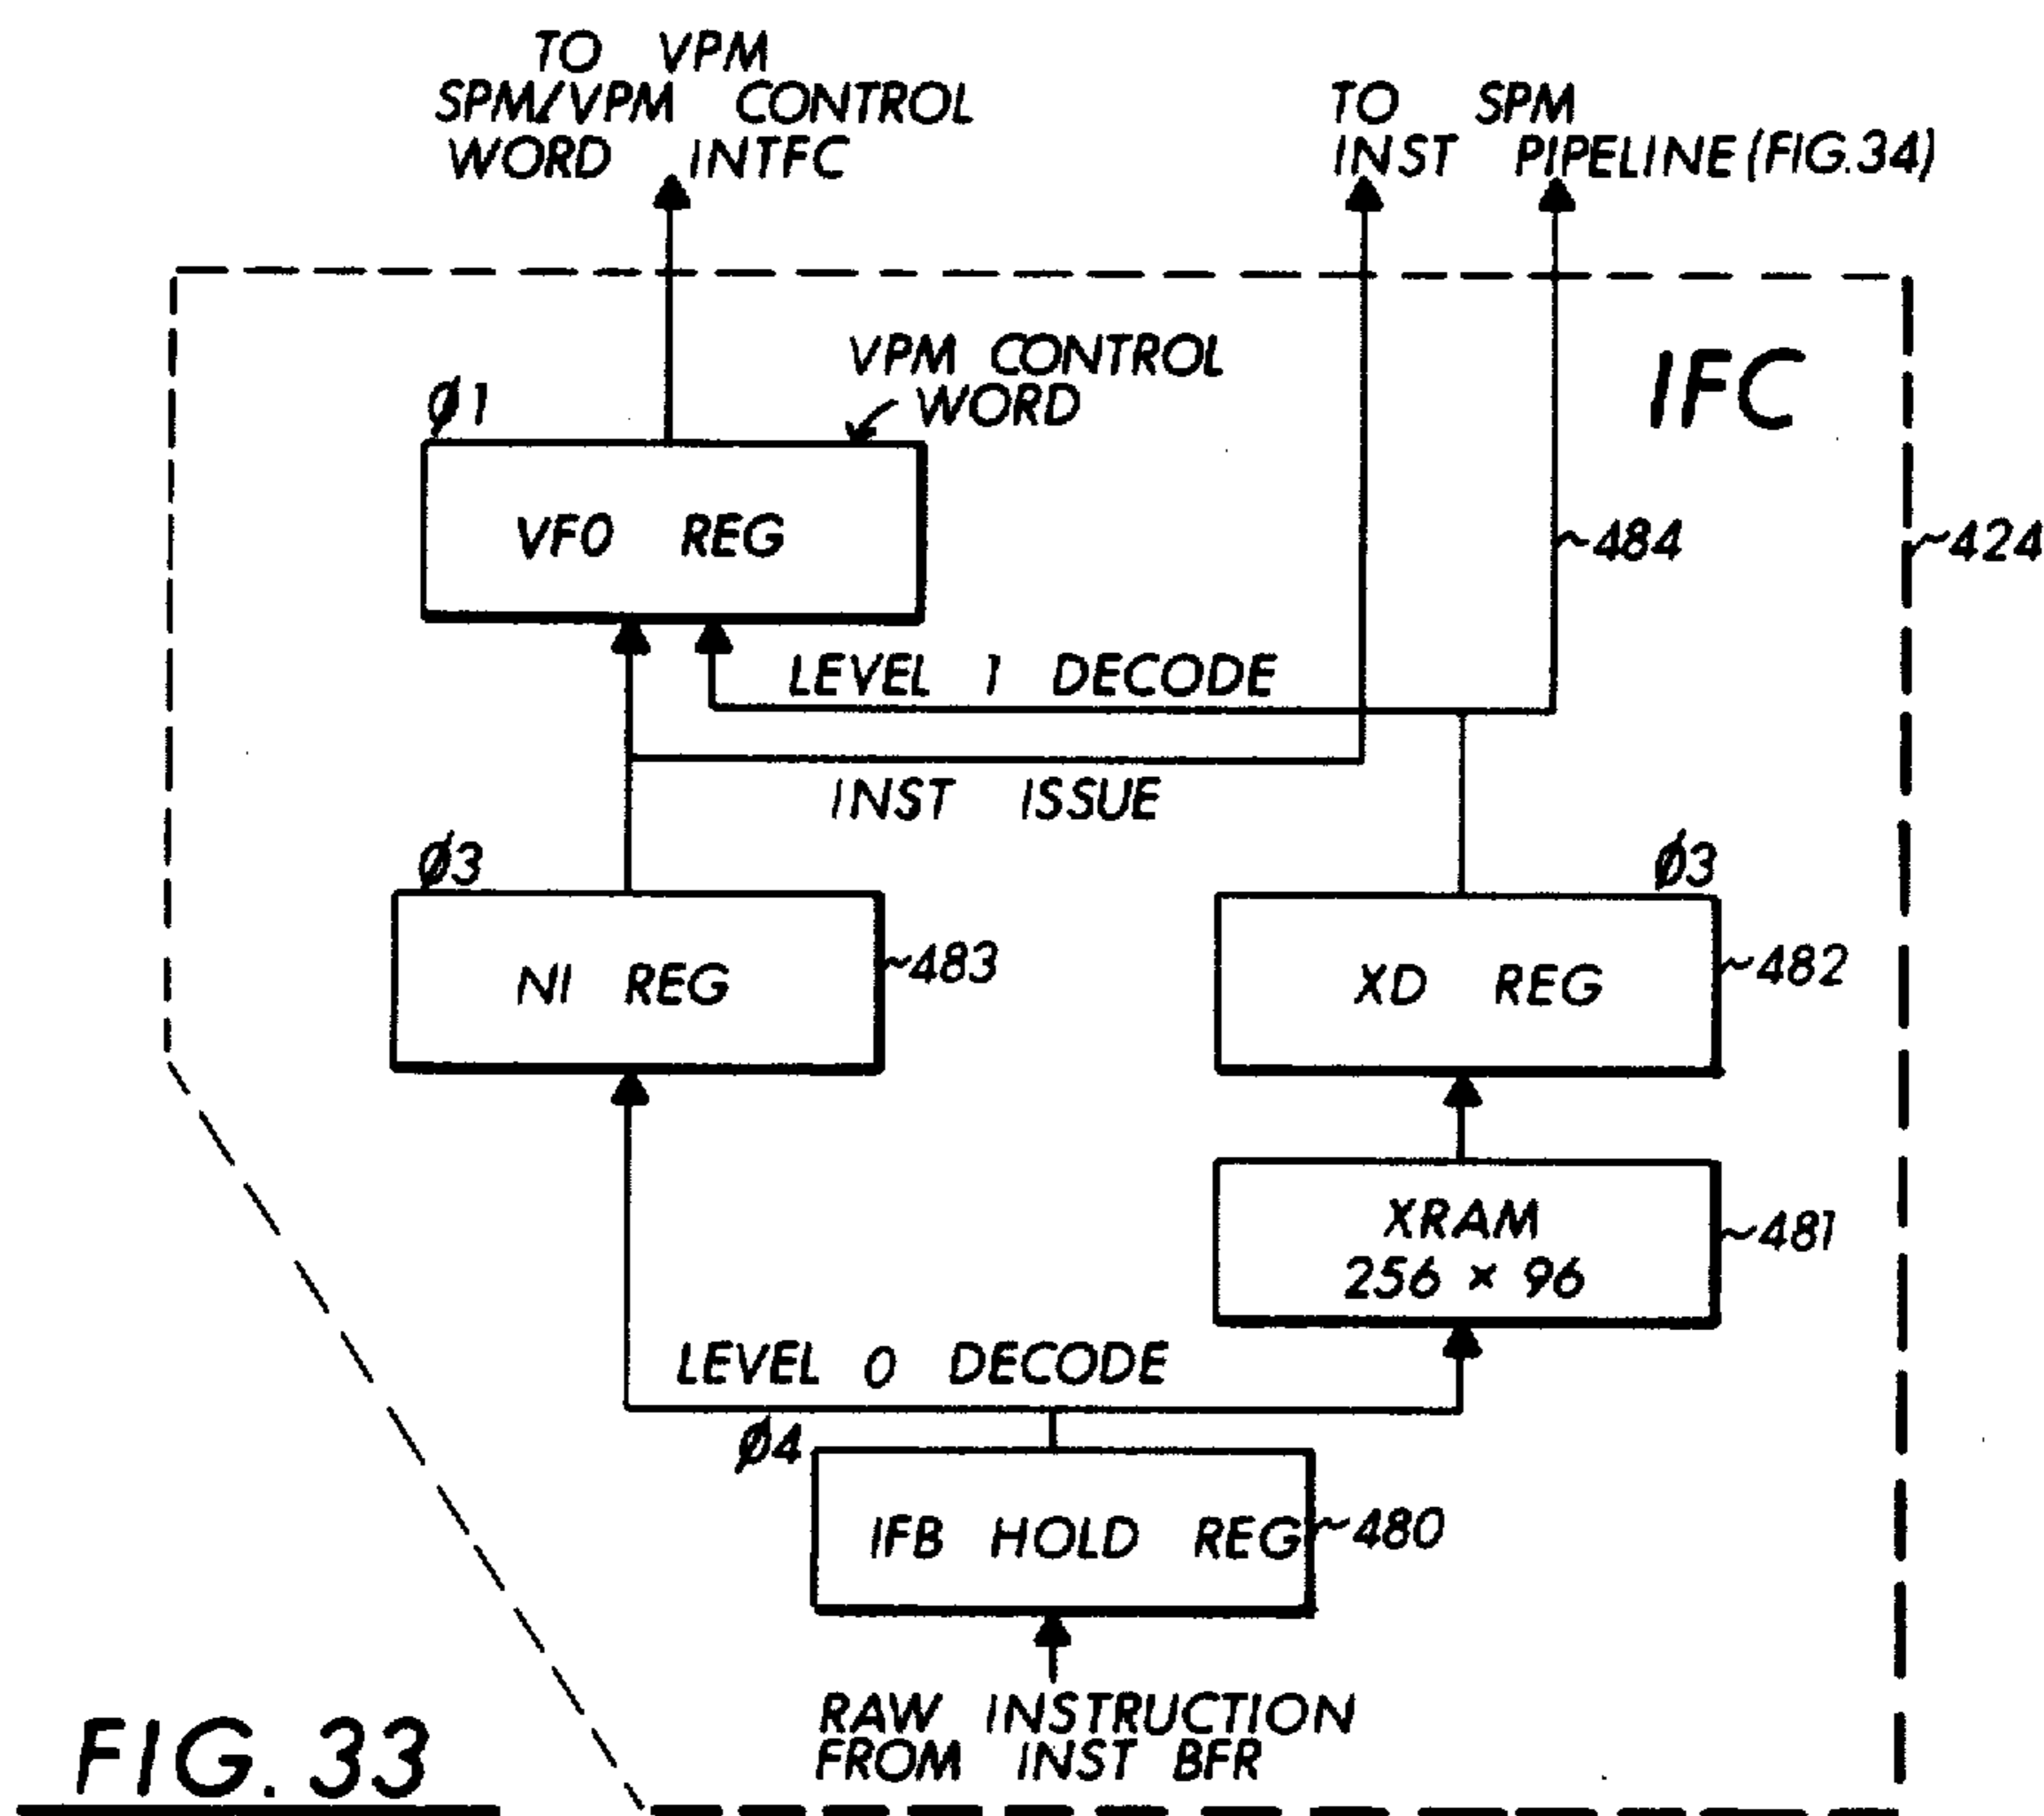 TO VPM
SPM/VPM CONTROL
WORD INTFC
TO SPM
INST PIPELINE (FIG.34)
IFC
VPM CONTROL
WORD
Ø1
VFO REG
484
424
LEVEL 1 DECODE
INST ISSUE
Ø3
NI REG
483
Ø3
XD REG
482
XRAM
256 × 96
481
LEVEL 0 DECODE
Ø4
IFB HOLD REG
480
RAW INSTRUCTION
FROM INST BFR
FIG. 33